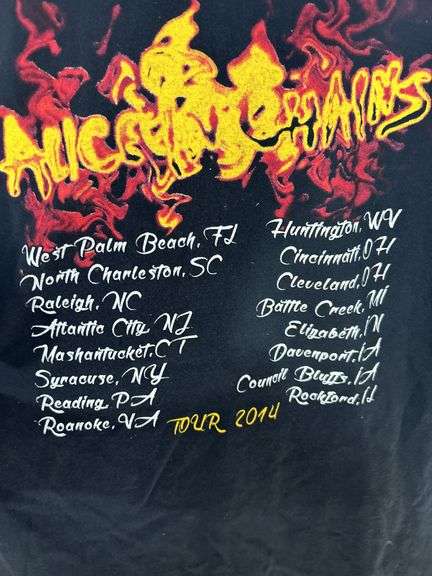 ALICE IN CHAINS
West Palm Beach, FL
North Charleston, SC
Raleigh, NC
Atlantic City, NJ
Mashantucket, CT
Syracuse, NY
Reading, PA
Roanoke, VA
Huntington, WV
Cincinnati, OH
Cleveland, OH
Battle Creek, MI
Elizabeth, IN
Davenport, IA
Council Bluffs, IA
Rockford, IL
TOUR 2014